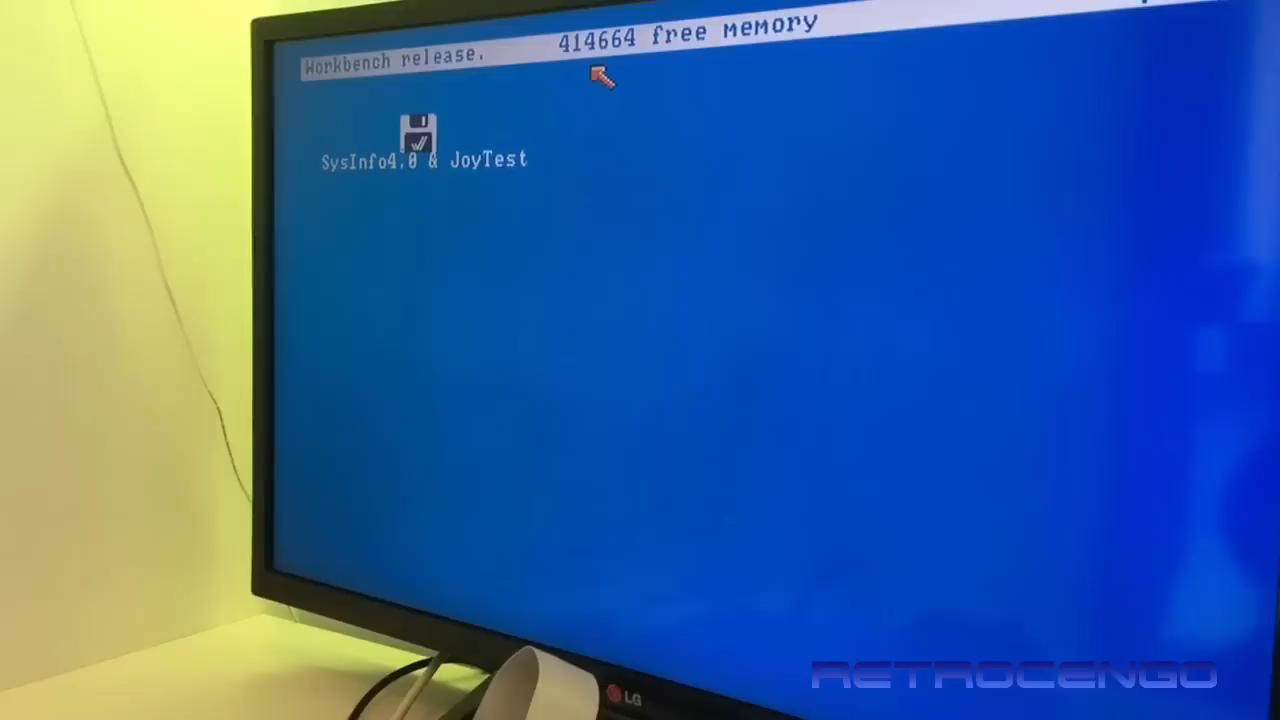 Workbench release. 414664 free memory
SysInfo4.0 & JoyTest
LG
RETROCENGO